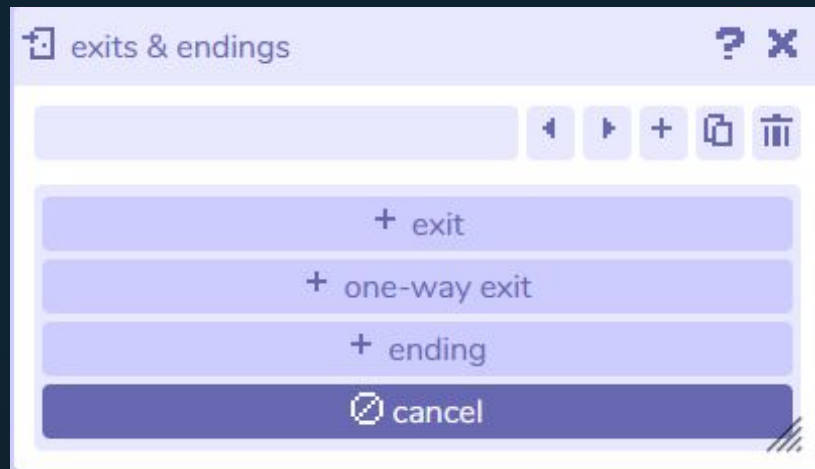 exits & endings ?
+ exit
+ one-way exit
+ ending
cancel